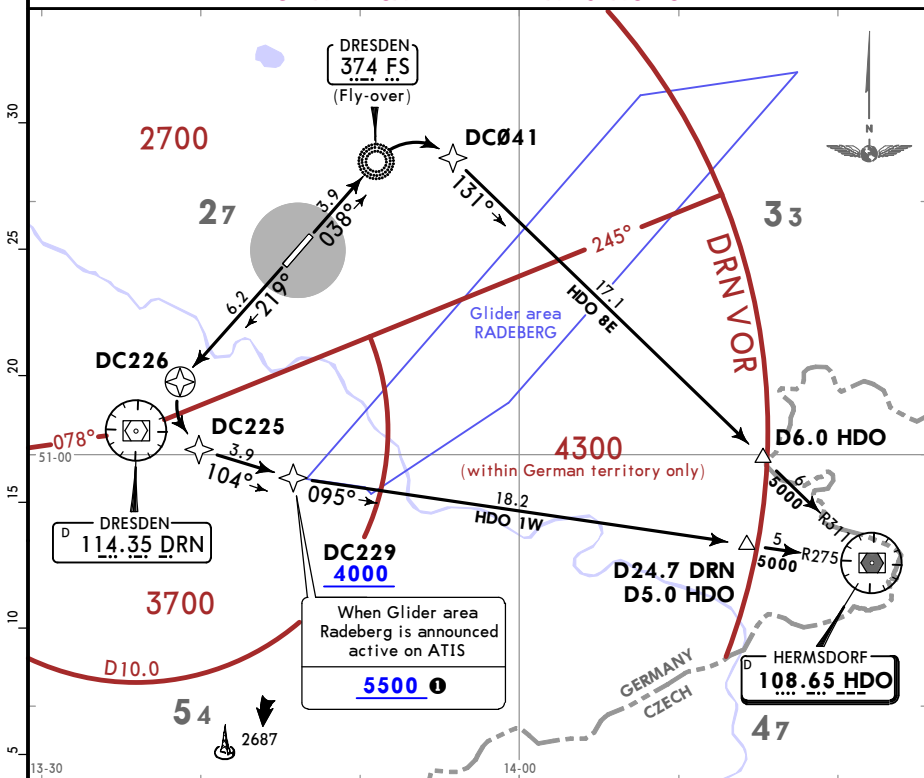 DRESDEN
374 FS
(Fly-over)
DCØ041
2700
30
N
131°
27
3.9
038°
33
25
245°
DRN VOR
6.2
219°
17.1
HDO 8E
Glider area
RADEBERG
DC226
20
DC225
078°
51-00
3.9
104°
4300
(within German territory only)
D6.0 HDO
095°
18.2
HDO 1W
6
5000
R311
15
DRESDEN
D 114.35 DRN
5
5000
R275
DC229
4000
D24.7 DRN
D5.0 HDO
3700
When Glider area
Radeberg is announced
active on ATIS
5500 1
10
D10.0
HERMSDORF
D 108.65 HDO
GERMANY
CZECH
54
2687
47
5
13-30
14-00